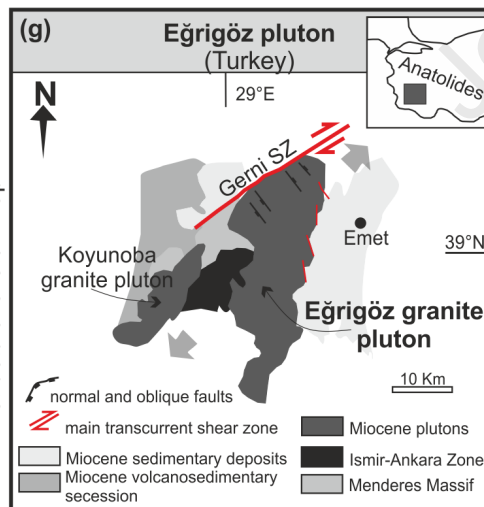 (g)
Eğrigöz pluton
(Turkey)
Anatolides
N
29°E
Gerni SZ
Emet
39°N
Koyunoba
granite pluton
Eğrigöz granite
pluton
10 Km
normal and oblique faults
main transcurrent shear zone
Miocene plutons
Miocene sedimentary deposits
Ismir-Ankara Zone
Miocene volcanosedimentary
secession
Menderes Massif